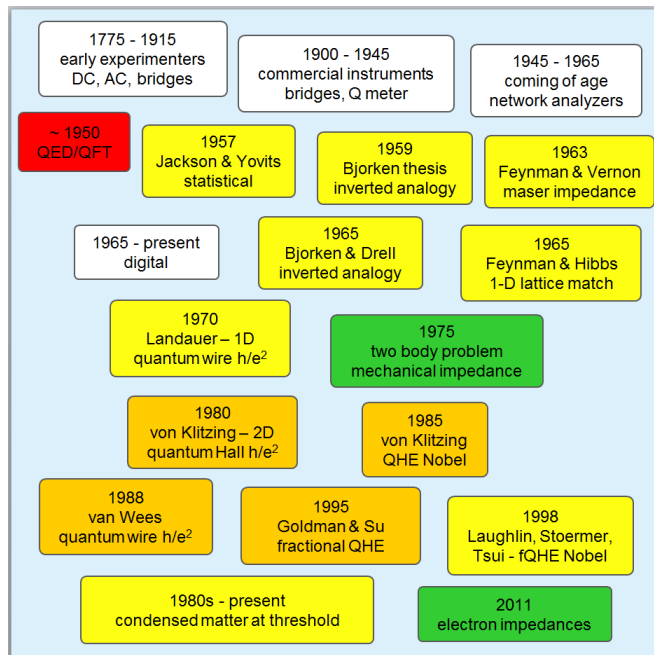 1775 - 1915
early experimenters
DC, AC, bridges
1900 - 1945
commercial instruments
bridges, Q meter
1945 - 1965
coming of age
network analyzers
~ 1950
QED/QFT
1957
Jackson & Yovits
statistical
1959
Bjorken thesis
inverted analogy
1963
Feynman & Vernon
maser impedance
1965 - present
digital
1965
Bjorken & Drell
inverted analogy
1965
Feynman & Hibbs
1-D lattice match
1970
Landauer – 1D
quantum wire h/e²
1975
two body problem
mechanical impedance
1980
von Klitzing – 2D
quantum Hall h/e²
1985
von Klitzing
QHE Nobel
1988
van Wees
quantum wire h/e²
1995
Goldman & Su
fractional QHE
1998
Laughlin, Stoermer,
Tsui - fQHE Nobel
1980s - present
condensed matter at threshold
2011
electron impedances